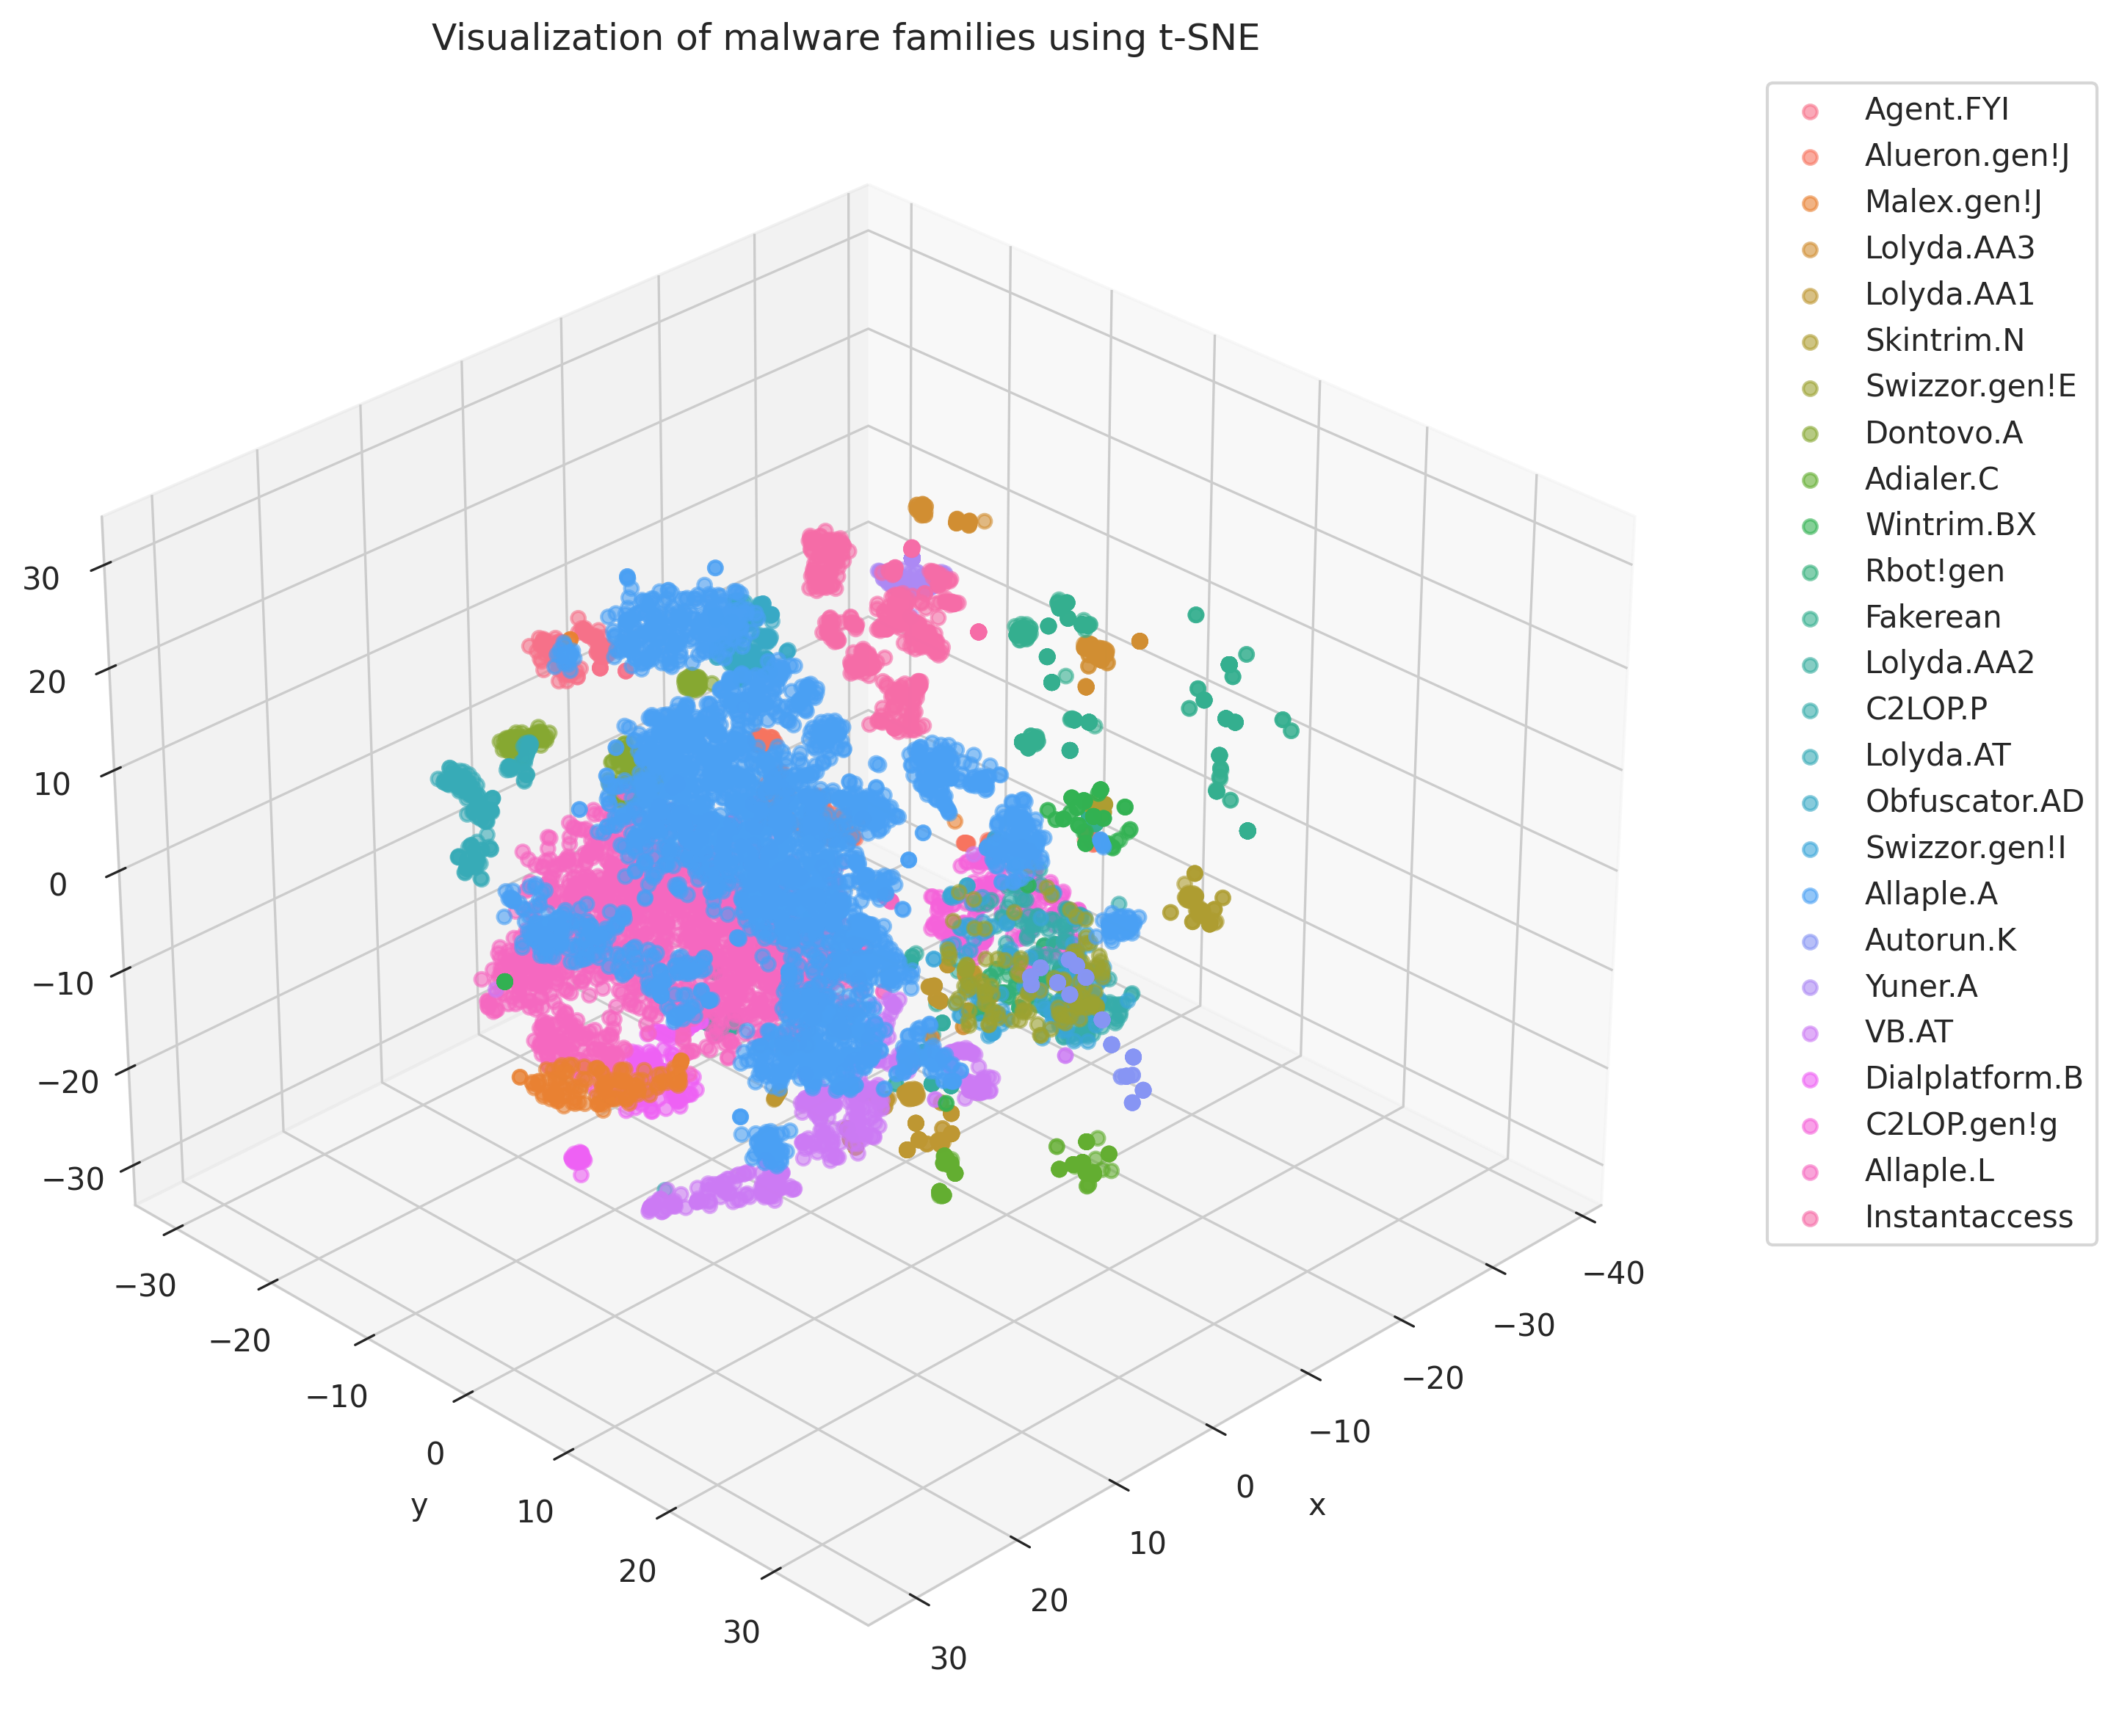 Visualization of malware families using t-SNE
Agent.FYI
Alueron.gen!J
Malex.gen!J
Lolyda.AA3
Lolyda.AA1
Skintrim.N
Swizzor.gen!E
Dontovo.A
Adialer.C
Wintrim.BX
Rbot!gen
Fakerean
Lolyda.AA2
C2LOP.P
Lolyda.AT
Obfuscator.AD
Swizzor.gen!I
Allaple.A
Autorun.K
Yuner.A
VB.AT
Dialplatform.B
C2LOP.gen!g
Allaple.L
Instantaccess
30
20
10
0
−10
−20
−30
−30
−20
−10
0
10
20
30
y
−40
−30
−20
−10
0
10
20
30
x